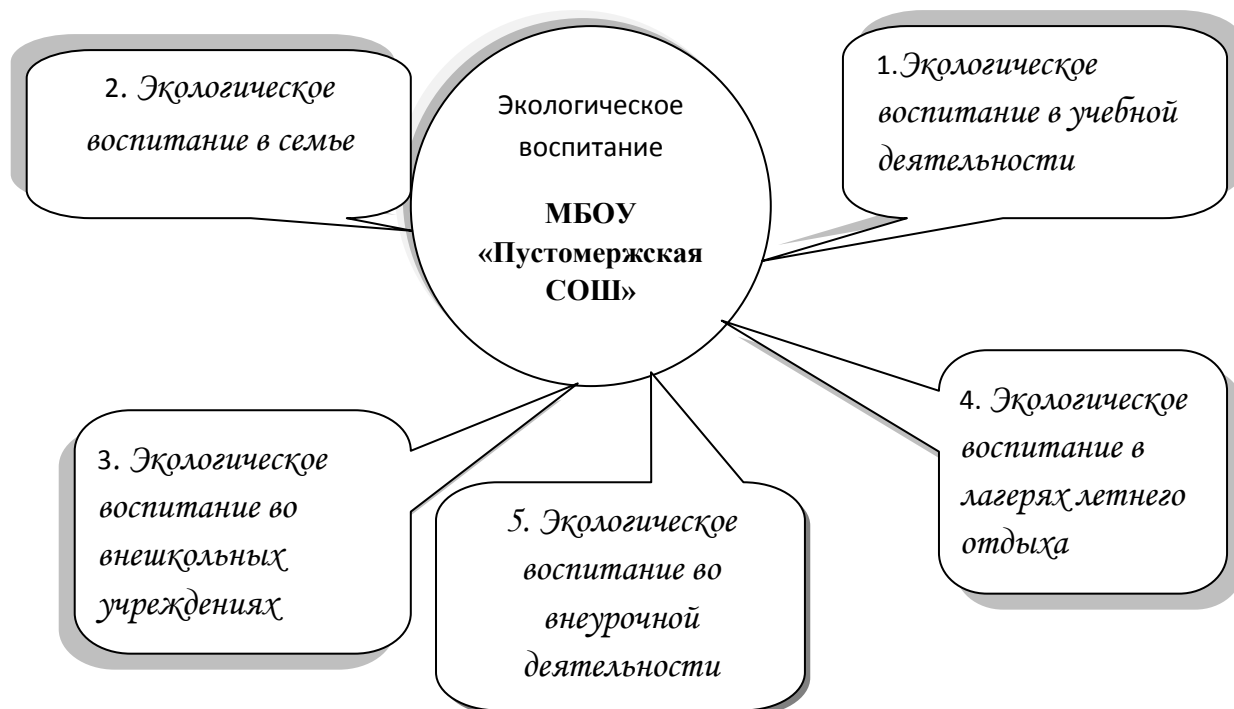 Экологическое
воспитание
МБОУ
«Пустомержская
СОШ»
1.Экологическое
воспитание в учебной
деятельности
2. Экологическое
воспитание в семье
3. Экологическое
воспитание во
внешкольных
учреждениях
4. Экологическое
воспитание в
лагерях летнего
отдыха
5. Экологическое
воспитание во
внеурочной
деятельности